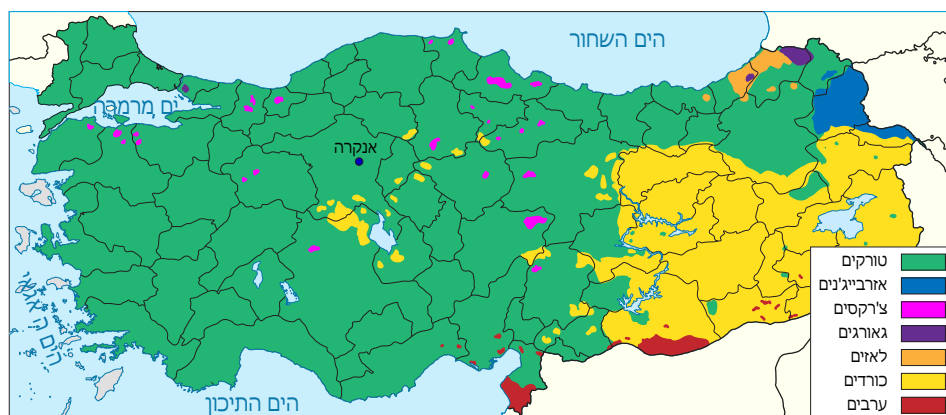 הים השחור
ים מרמרה
אנקרה
הים האגאי
הים התיכון
טורקים
אזרבייג'נים
צ'רקסים
גאורגים
לאזים
כורדים
ערבים